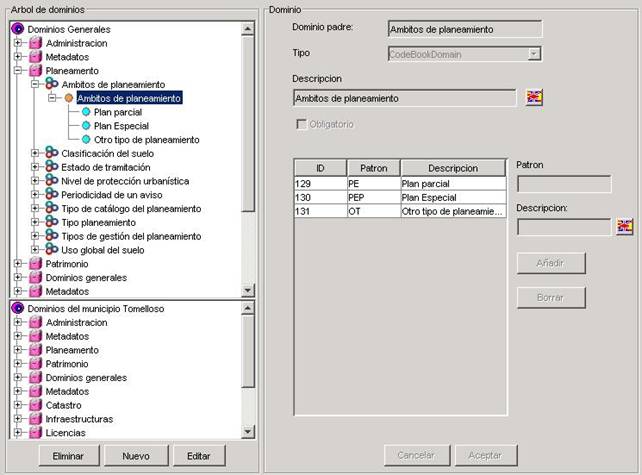 Arbol de dominios
Dominios Generales
Administracion
Metadatos
Planeamento
Ambitos de planeamiento
Ambitos de planeamiento
Plan parcial
Plan Especial
Otro tipo de planeamiento
Clasificación del suelo
Estado de tramitación
Nivel de protección urbanística
Periodicidad de un aviso
Tipo de catálogo del planeamiento
Tipo planeamiento
Tipos de gestión del planeamiento
Uso global del suelo
Patrimonio
Dominios generales
Metadatos
Dominios del municipio Tomelloso
Administracion
Metadatos
Planeamento
Patrimonio
Dominios generales
Metadatos
Catastro
Infraestructuras
Licencias
Eliminar Nuevo Editar
Dominio
Dominio padre: Ambitos de planeamiento
Tipo CodeBookDomain
Descripcion
Ambitos de planeamiento
Obligatorio
ID Patron Descripcion
129 PE Plan parcial
130 PEP Plan Especial
131 OT Otro tipo de planeamie...
Patron
Descripcion:
Añadir
Borrar
Cancelar Aceptar